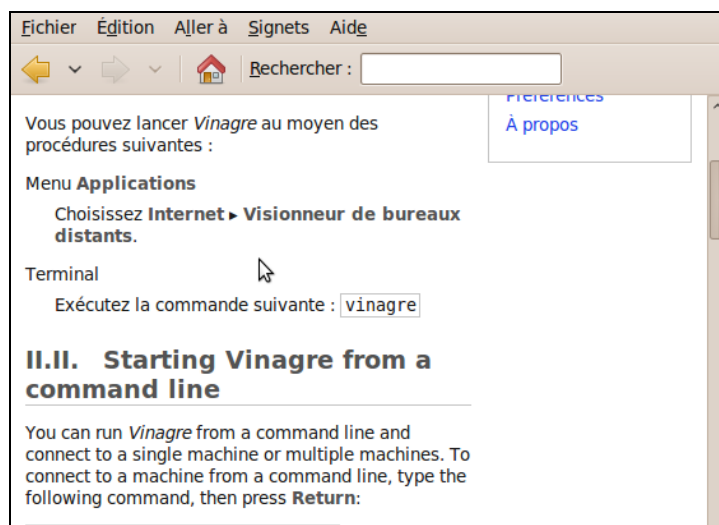 Fichier Édition Aller à Signets Aide
Rechercher :
Préférences
À propos
Vous pouvez lancer Vinagre au moyen des
procédures suivantes :
Menu Applications
Choisissez Internet ▸ Visionneur de bureaux
distants.
Terminal
Exécutez la commande suivante : vinagre
II.II. Starting Vinagre from a
command line
You can run Vinagre from a command line and
connect to a single machine or multiple machines. To
connect to a machine from a command line, type the
following command, then press Return: